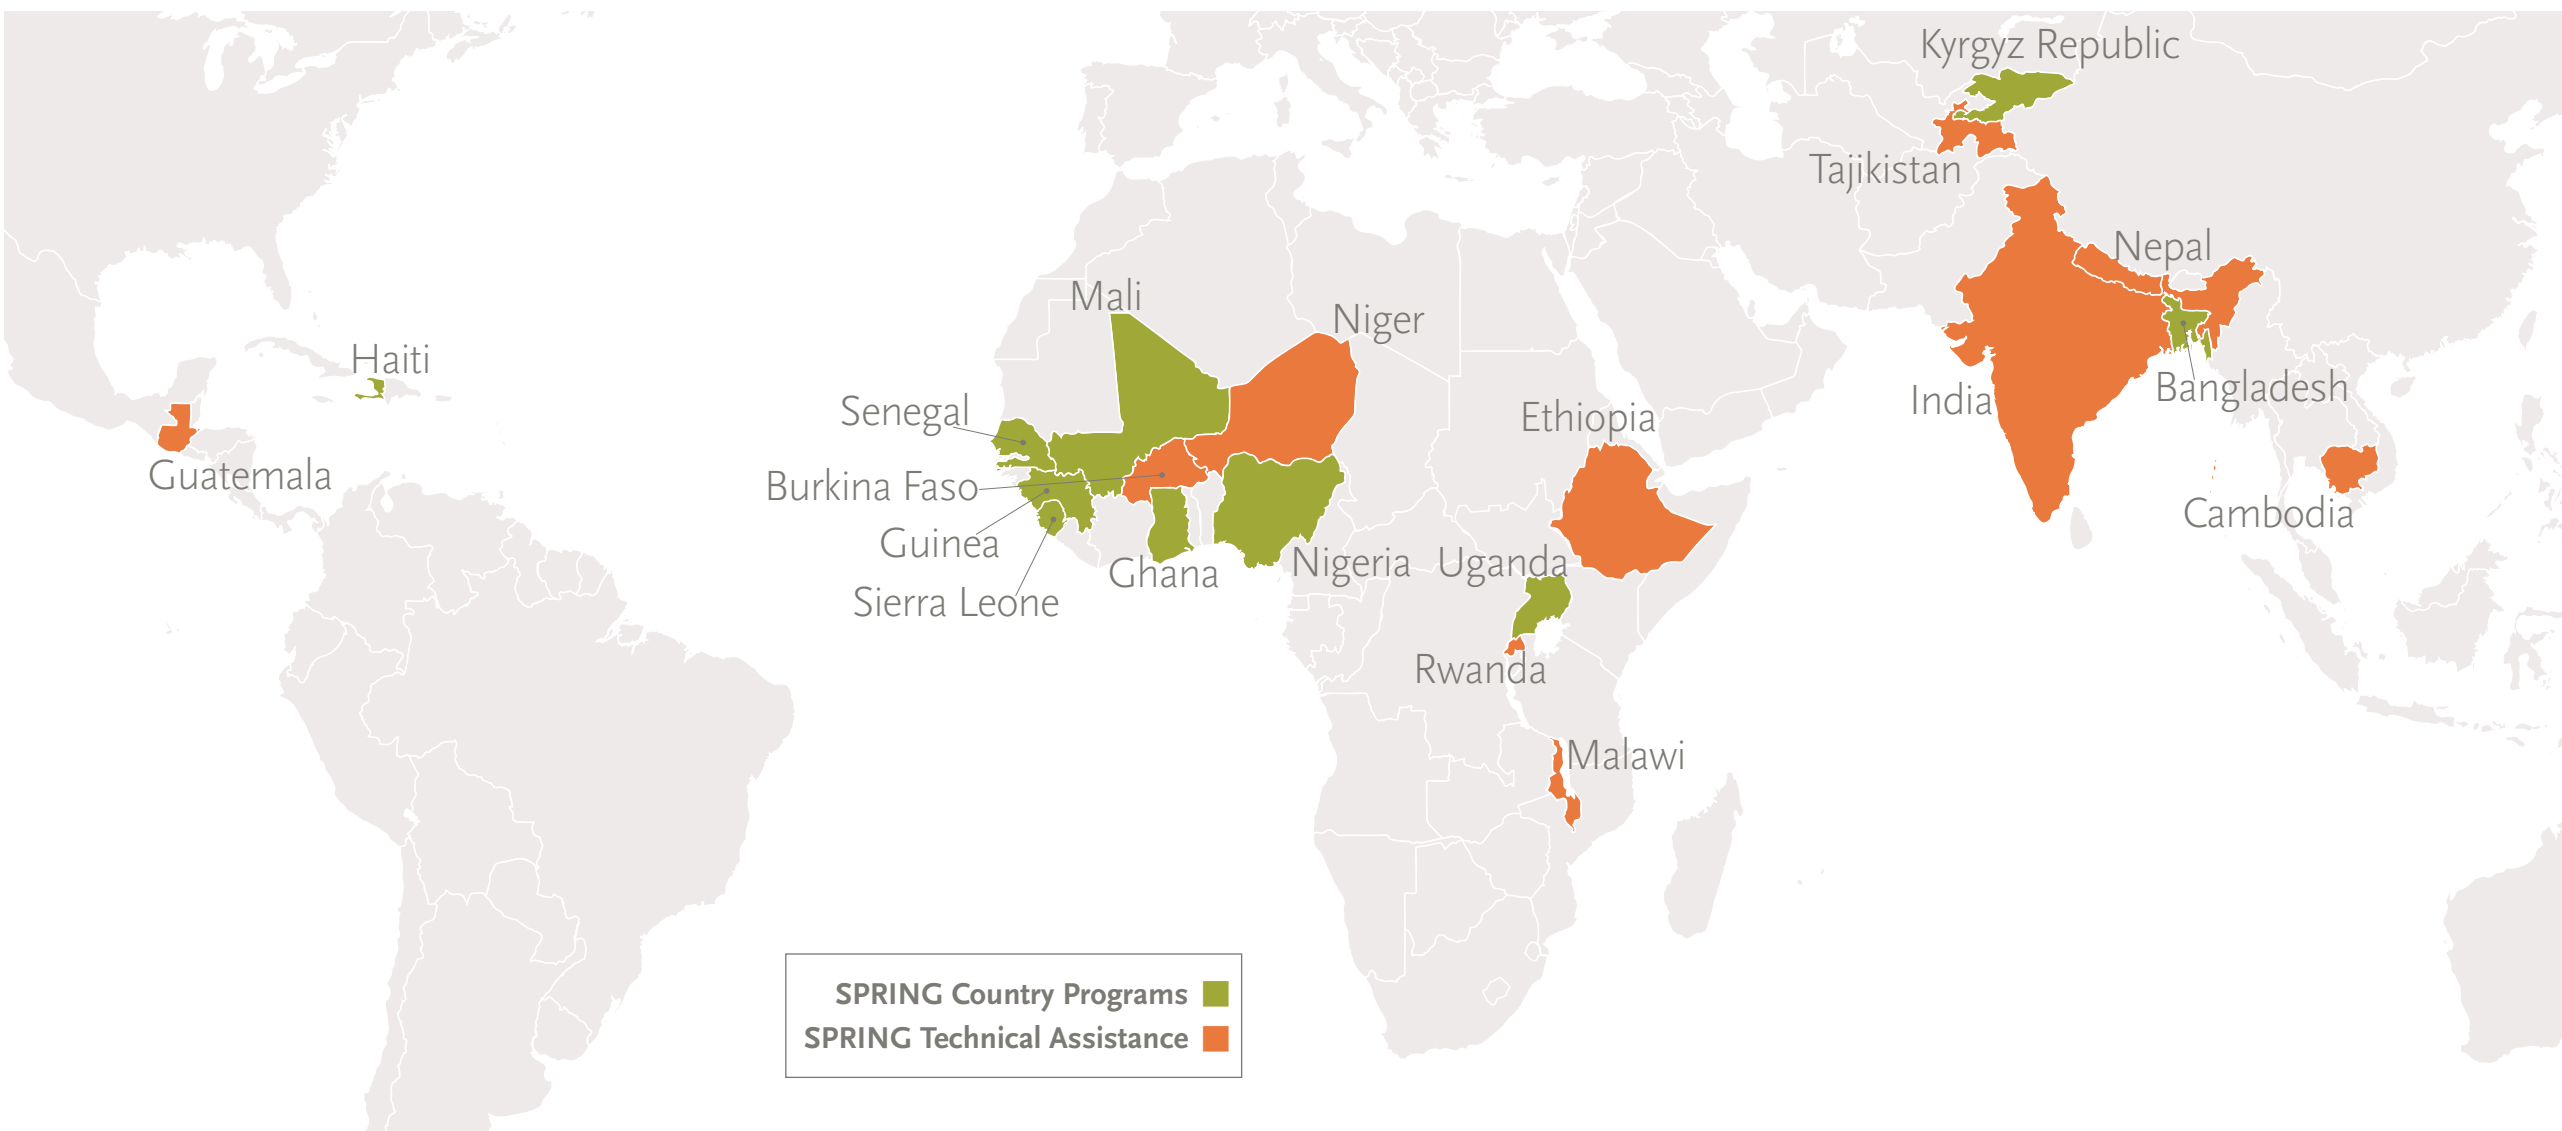 Kyrgyz Republic
Tajikistan
Nepal
Mali
Niger
Haiti
Senegal
Ethiopia
India
Bangladesh
Guatemala
Burkina Faso
Cambodia
Guinea
Ghana
Nigeria
Uganda
Sierra Leone
Rwanda
Malawi
SPRING Country Programs
SPRING Technical Assistance